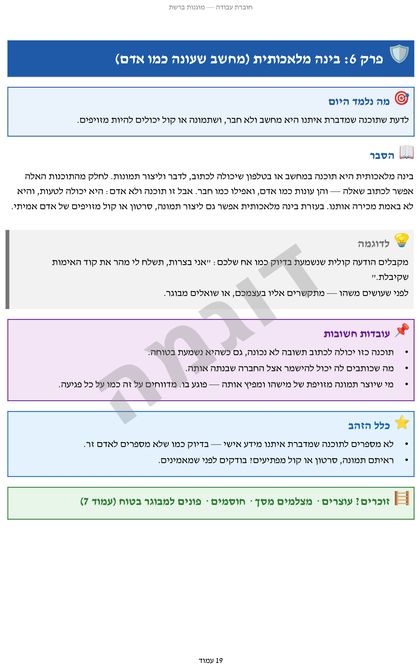 חוברת עבודה — מוגנות ברשת
פרק 6: בינה מלאכותית (מחשב שעונה כמו אדם)
מה נלמד היום
לדעת שתוכנה שמדברת איתנו היא מחשב ולא חבר, ושתמונה או קול יכולים להיות מזויפים.
הסבר
בינה מלאכותית היא תוכנה במחשב או בטלפון שיכולה לכתוב, לדבר וליצור תמונות. לחלק מהתוכנות האלה
אפשר לכתוב שאלה — והן עונות כמו אדם, ואפילו כמו חבר. אבל זו תוכנה ולא אדם: היא יכולה לטעות, והיא
לא באמת מכירה אותנו. בעזרת בינה מלאכותית אפשר גם ליצור תמונה, סרטון או קול מזויפים של אדם אמיתי.
לדוגמה
מקבלים הודעה קולית שנשמעת בדיוק כמו אח שלכם: ״אני בצרות, תשלח לי מהר את קוד האימות
שקיבלת.״
לפני שעושים משהו — מתקשרים אליו בעצמכם, או שואלים מבוגר.
דוגמה
עובדות חשובות
• תוכנה כזו יכולה לכתוב תשובה לא נכונה, גם כשהיא נשמעת בטוחה.
• מה שכותבים לה יכול להישמר אצל החברה שבנתה אותה.
• מי שיוצר תמונה מזויפת של מישהו ומפיץ אותה — פוגע בו. מדווחים על זה כמו על כל פגיעה.
כלל הזהב
• לא מספרים לתוכנה שמדברת איתנו מידע אישי — בדיוק כמו שלא מספרים לאדם זר.
• ראיתם תמונה, סרטון או קול מפתיעים? בודקים לפני שמאמינים.
זוכרים? עוצרים · מצלמים מסך · חוסמים · פונים למבוגר בטוח (עמוד 7)
עמוד 19